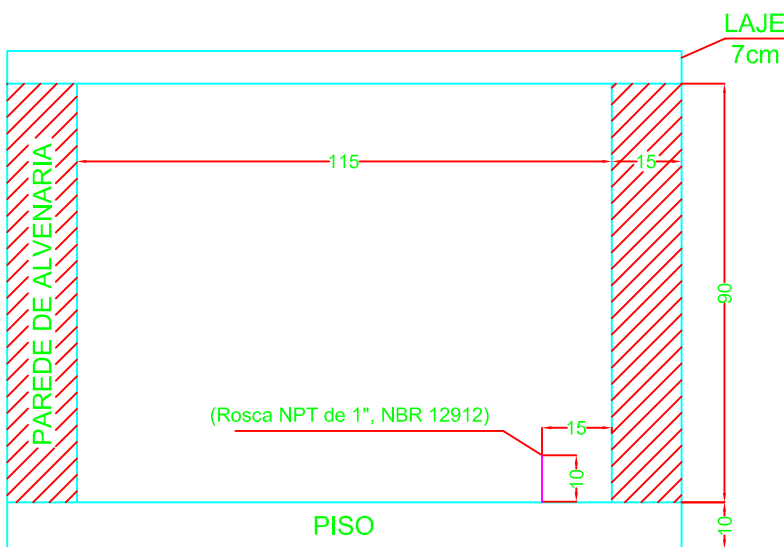 LAJE
7cm
115
15
PAREDE DE ALVENARIA
90
(Rosca NPT de 1", NBR 12912)
15
10
PISO
10